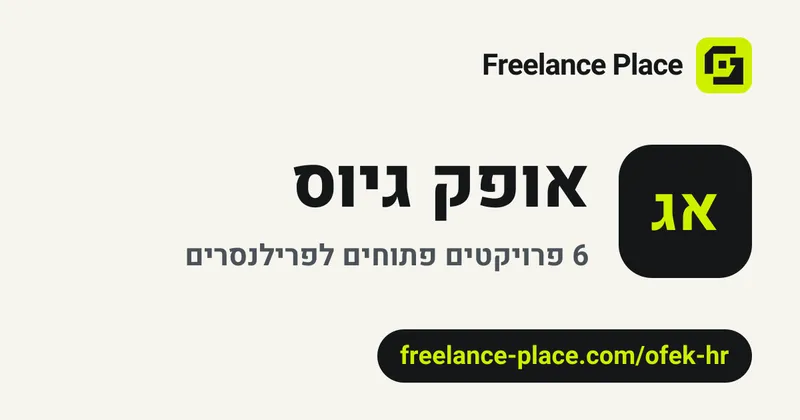 Freelance Place
אג
אופק גיוס
6 פרויקטים פתוחים לפרילנסרים
freelance-place.com/ofek-hr